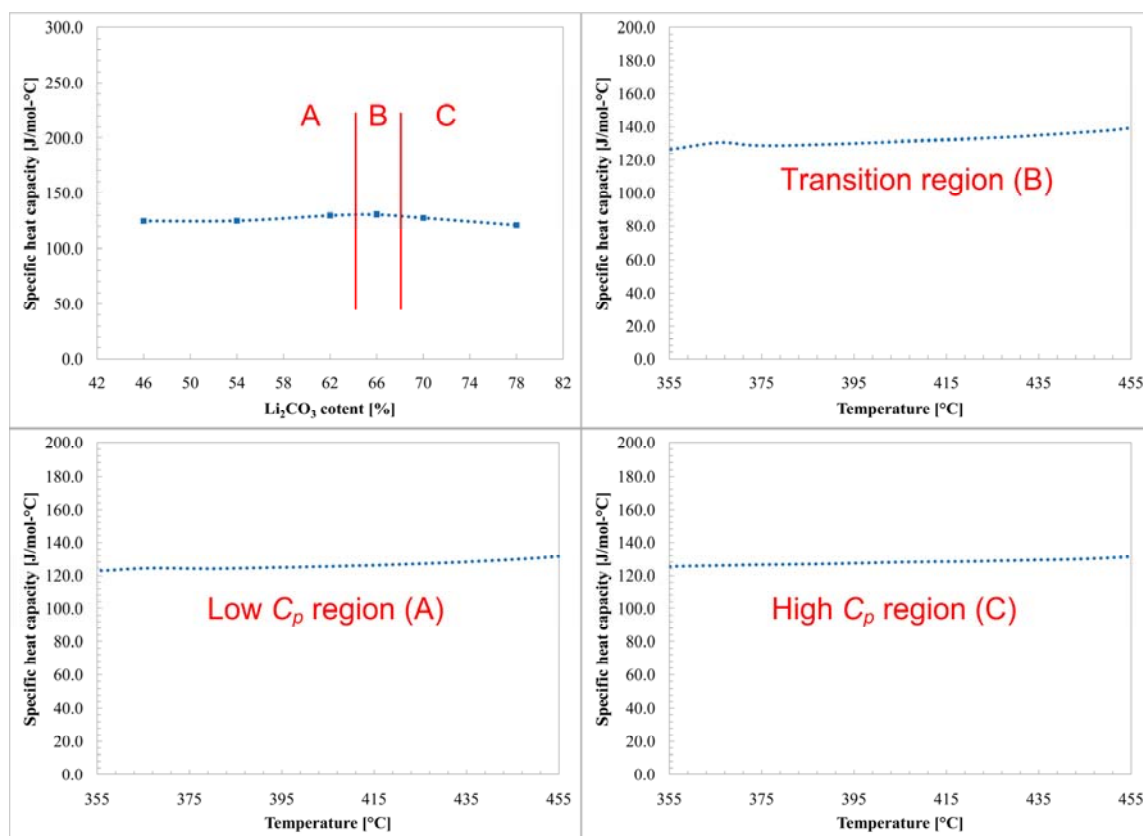 300.0
250.0
200.0
150.0
100.0
50.0
0.0
Specific heat capacity [J/mol-°C]
A B C
42 46 50 54 58 62 66 70 74 78 82
Li₂CO₃ cotent [%]
200.0
180.0
160.0
140.0
120.0
100.0
80.0
60.0
40.0
20.0
0.0
Specific heat capacity [J/mol-°C]
Transition region (B)
355 375 395 415 435 455
Temperature [°C]
200.0
180.0
160.0
140.0
120.0
100.0
80.0
60.0
40.0
20.0
0.0
Specific heat capacity [J/mol-°C]
Low Cp region (A)
355 375 395 415 435 455
Temperature [°C]
200.0
180.0
160.0
140.0
120.0
100.0
80.0
60.0
40.0
20.0
0.0
Specific heat capacity [J/mol-°C]
High Cp region (C)
355 375 395 415 435 455
Temperature [°C]